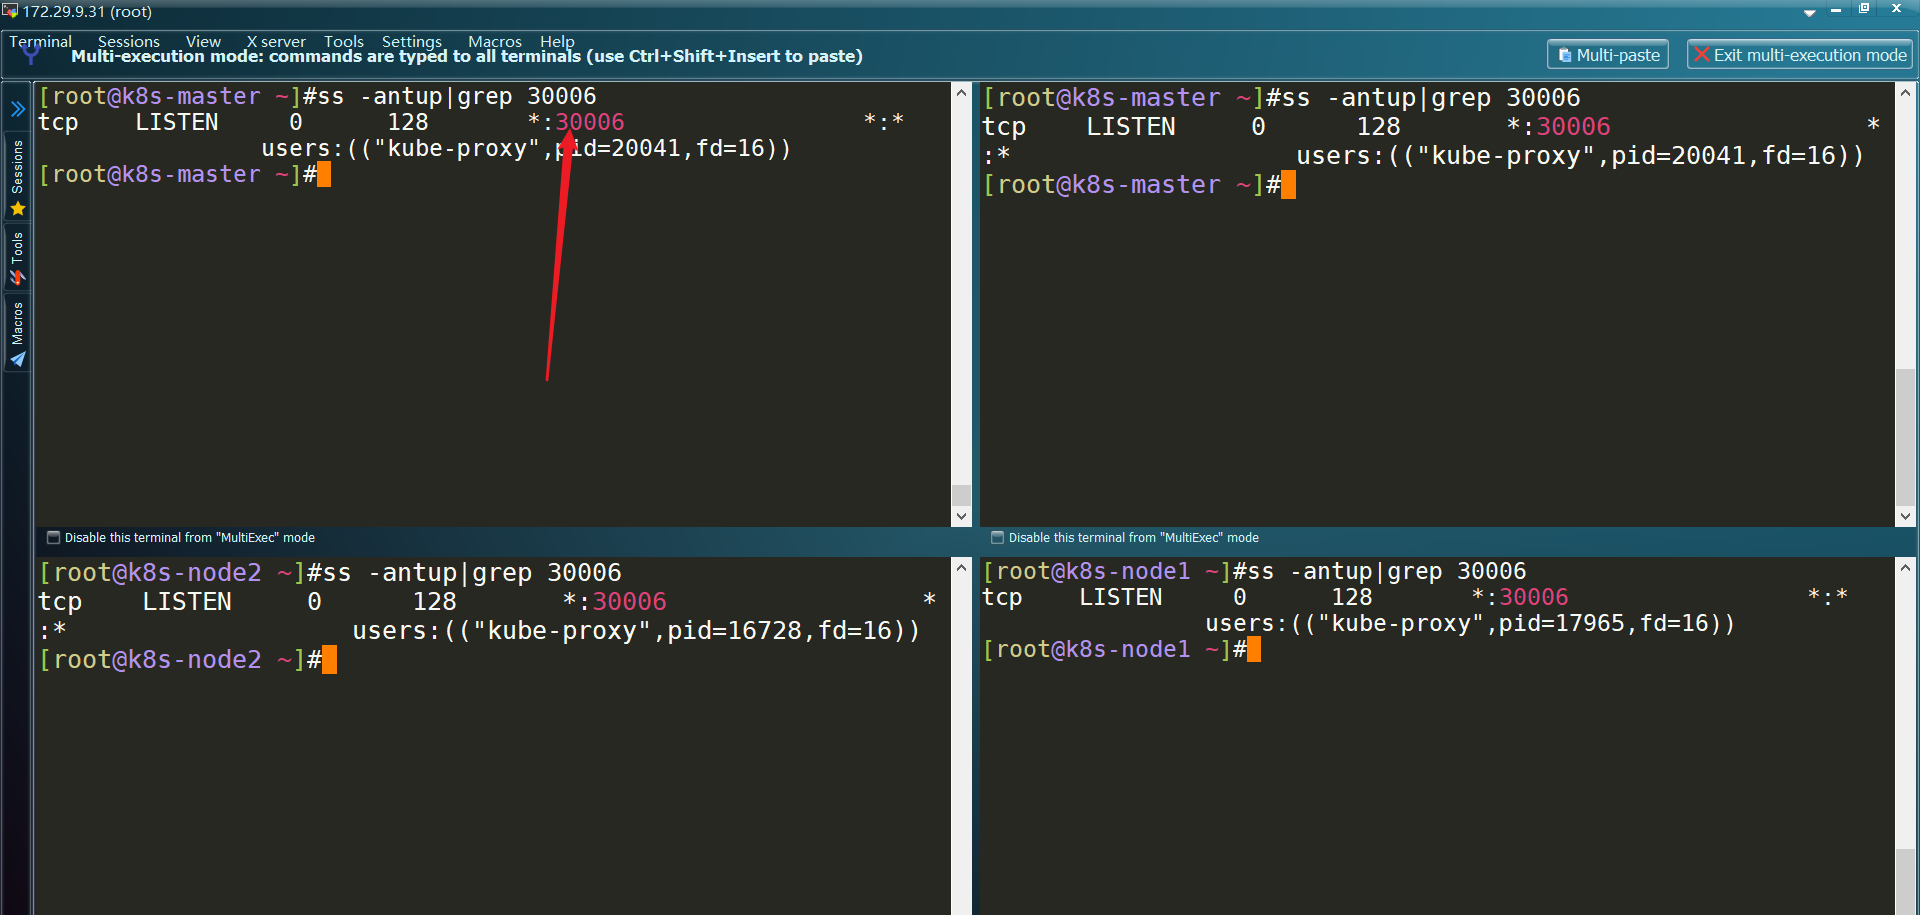 172.29.9.31 (root)
Terminal Sessions View X server Tools Settings Macros Help
Multi-execution mode: commands are typed to all terminals (use Ctrl+Shift+Insert to paste)
Multi-paste
Exit multi-execution mode
Sessions
Tools
Macros
[root@k8s-master ~]#ss -antup|grep 30006
tcp LISTEN 0 128 *:30006 *:*
users:(("kube-proxy",pid=20041,fd=16))
[root@k8s-master ~]#
[root@k8s-master ~]#ss -antup|grep 30006
tcp LISTEN 0 128 *:30006 *
:* users:(("kube-proxy",pid=20041,fd=16))
[root@k8s-master ~]#
Disable this terminal from "MultiExec" mode
Disable this terminal from "MultiExec" mode
[root@k8s-node2 ~]#ss -antup|grep 30006
tcp LISTEN 0 128 *:30006 *
:* users:(("kube-proxy",pid=16728,fd=16))
[root@k8s-node2 ~]#
[root@k8s-node1 ~]#ss -antup|grep 30006
tcp LISTEN 0 128 *:30006 *:*
users:(("kube-proxy",pid=17965,fd=16))
[root@k8s-node1 ~]#